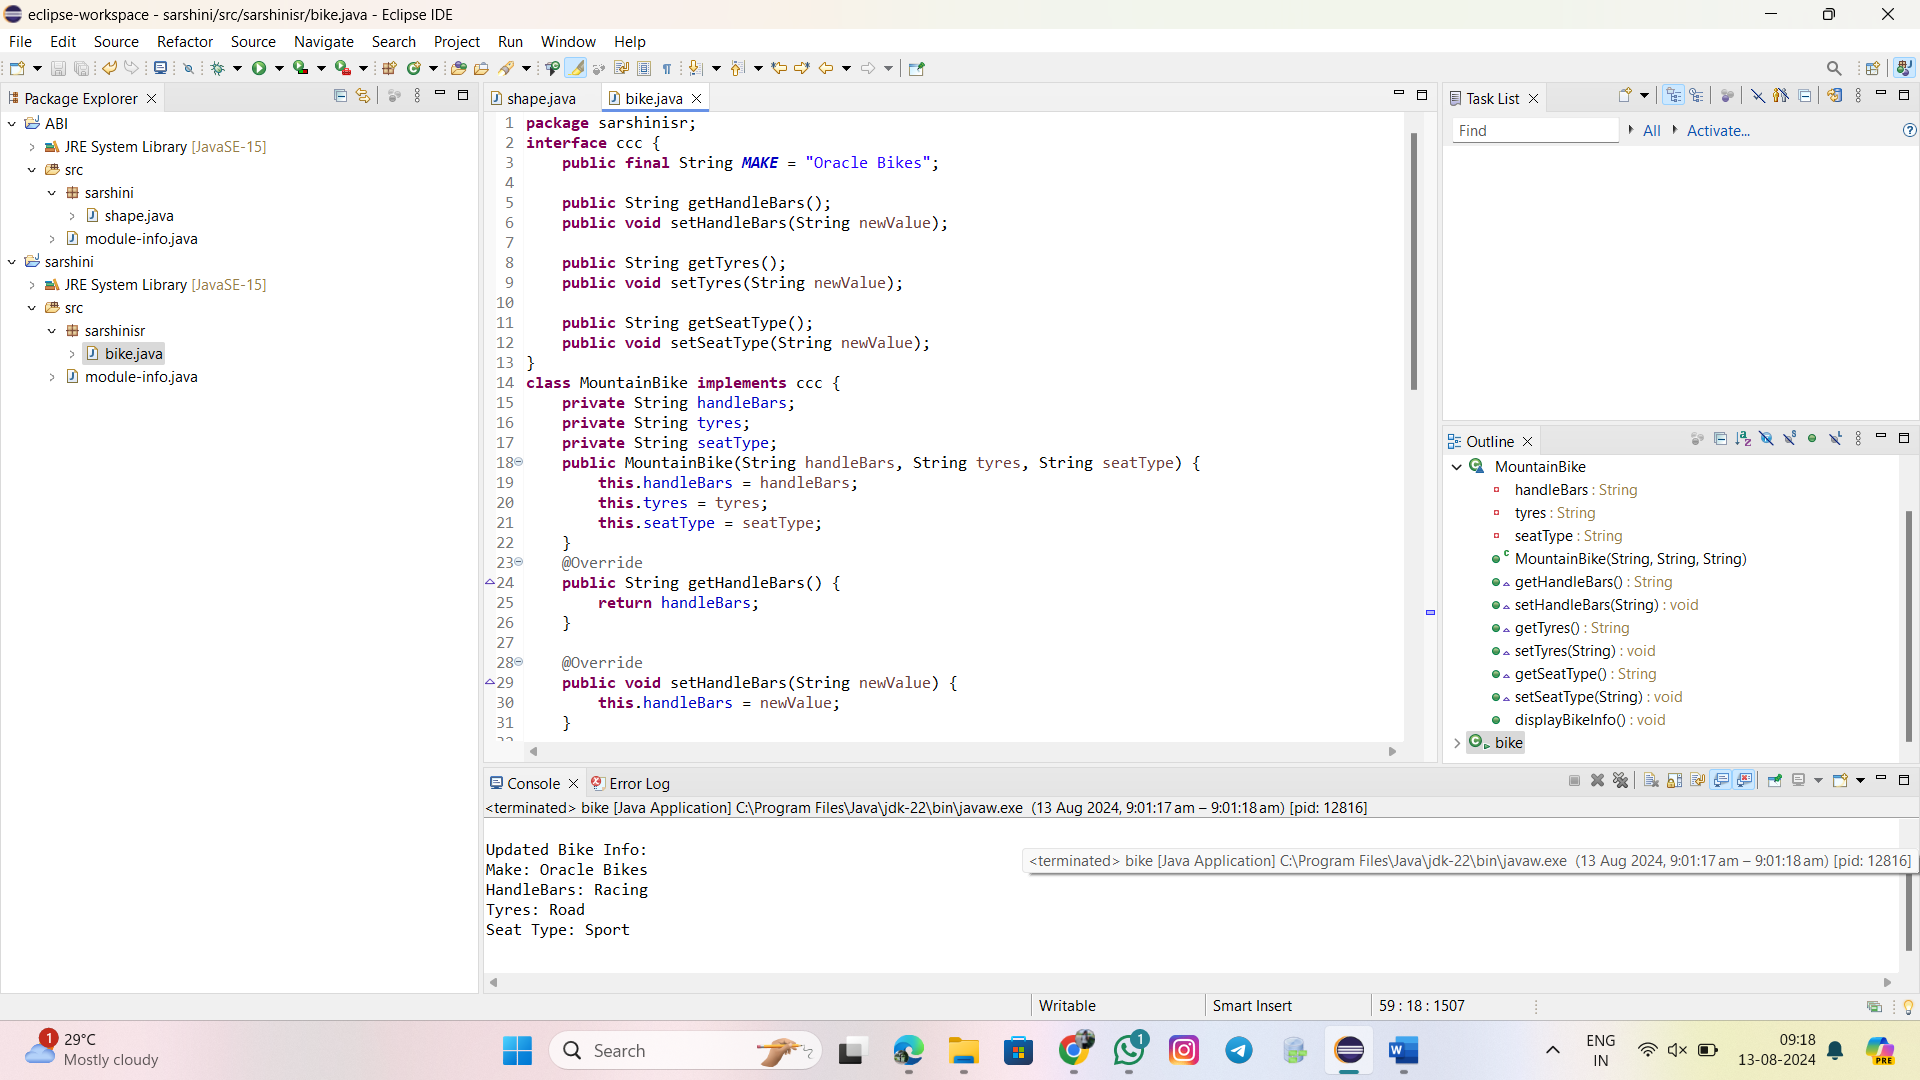 eclipse-workspace - sarshini/src/sarshinisr/bike.java - Eclipse IDE
File Edit Source Refactor Source Navigate Search Project Run Window Help
Package Explorer
ABI
JRE System Library [JavaSE-15]
src
sarshini
shape.java
module-info.java
sarshini
JRE System Library [JavaSE-15]
src
sarshinisr
bike.java
module-info.java
shape.java bike.java
1 package sarshinisr;
2 interface ccc {
3 public final String MAKE = "Oracle Bikes";
4
5 public String getHandleBars();
6 public void setHandleBars(String newValue);
7
8 public String getTyres();
9 public void setTyres(String newValue);
10
11 public String getSeatType();
12 public void setSeatType(String newValue);
13 }
14 class MountainBike implements ccc {
15 private String handleBars;
16 private String tyres;
17 private String seatType;
18 public MountainBike(String handleBars, String tyres, String seatType) {
19 this.handleBars = handleBars;
20 this.tyres = tyres;
21 this.seatType = seatType;
22 }
23 @Override
24 public String getHandleBars() {
25 return handleBars;
26 }
27
28 @Override
29 public void setHandleBars(String newValue) {
30 this.handleBars = newValue;
31 }
Task List
Find All Activate...
Outline
MountainBike
handleBars : String
tyres : String
seatType : String
MountainBike(String, String, String)
getHandleBars() : String
setHandleBars(String) : void
getTyres() : String
setTyres(String) : void
getSeatType() : String
setSeatType(String) : void
displayBikeInfo() : void
bike
Console Error Log
<terminated> bike [Java Application] C:\Program Files\Java\jdk-22\bin\javaw.exe (13 Aug 2024, 9:01:17 am – 9:01:18 am) [pid: 12816]
Updated Bike Info:
Make: Oracle Bikes
HandleBars: Racing
Tyres: Road
Seat Type: Sport
<terminated> bike [Java Application] C:\Program Files\Java\jdk-22\bin\javaw.exe (13 Aug 2024, 9:01:17 am – 9:01:18 am) [pid: 12816]
Writable Smart Insert 59 : 18 : 1507
1
29°C
Mostly cloudy
Search
1
W
ENG
IN
09:18
13-08-2024
PRE